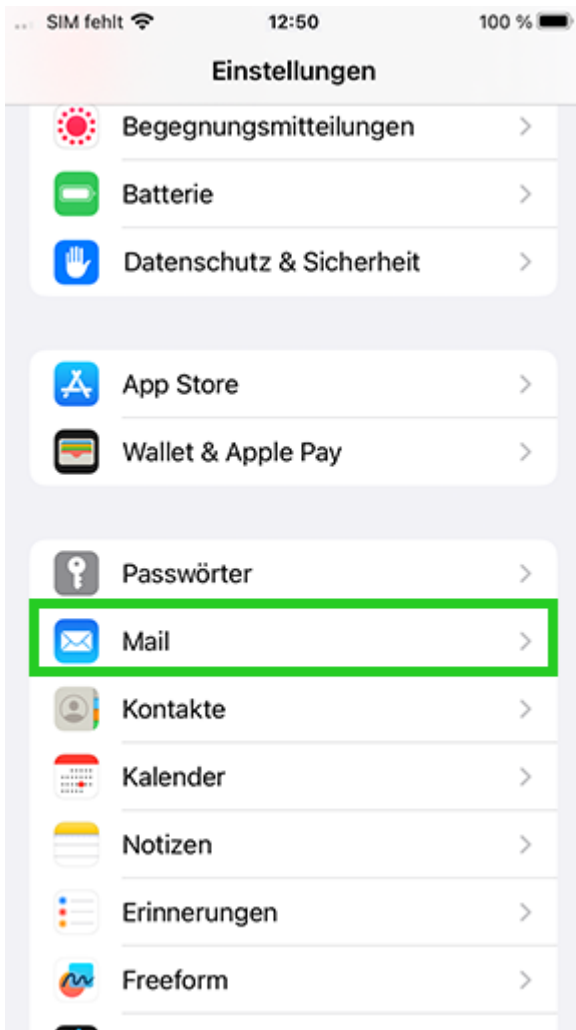 SIM fehlt 12:50 100 %
Einstellungen
Begegnungsmitteilungen
Batterie
Datenschutz & Sicherheit
App Store
Wallet & Apple Pay
Passwörter
Mail
Kontakte
Kalender
Notizen
Erinnerungen
Freeform